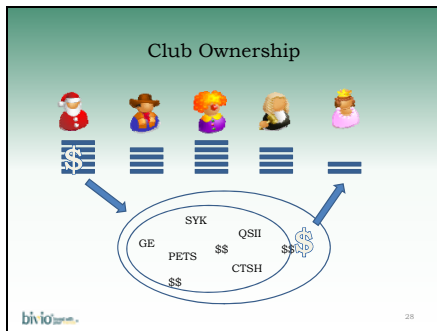 Club Ownership
$
SYK
GE
QSII
PETS
$$
$$
$
CTSH
$$
bivio
28